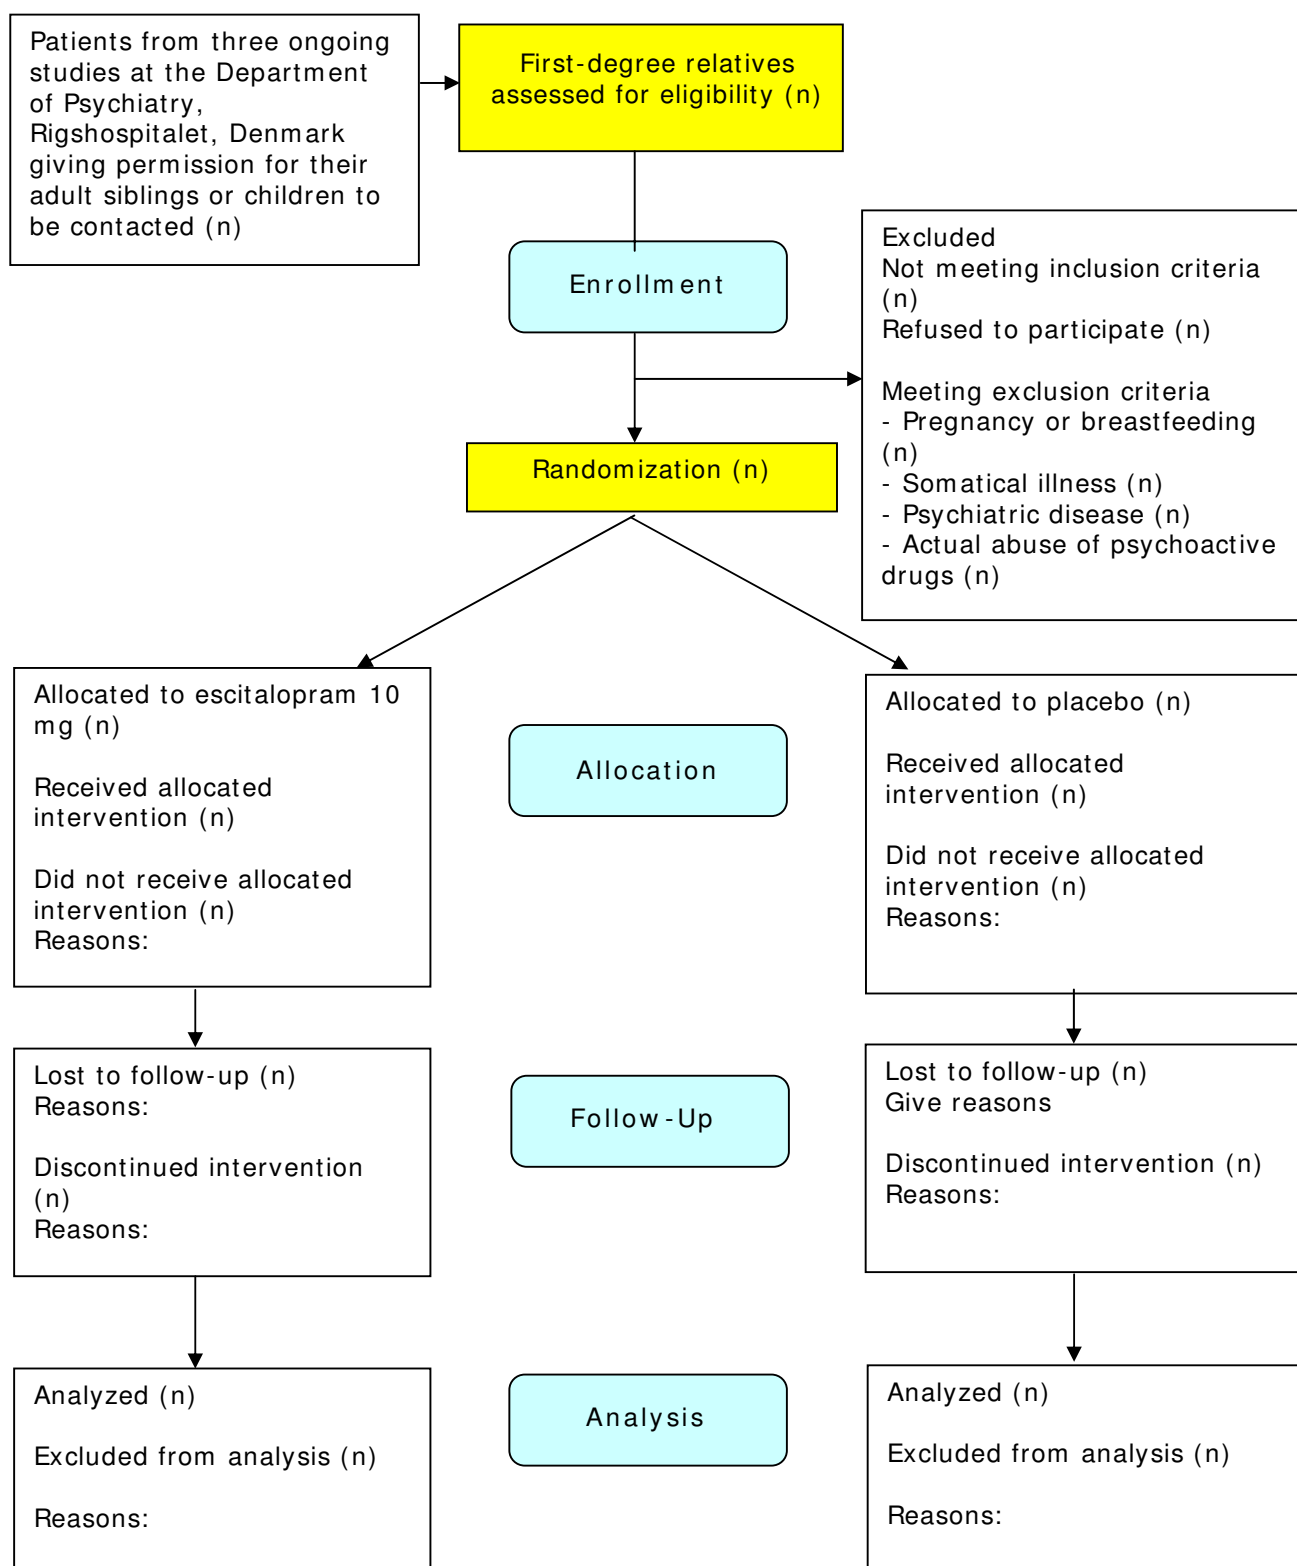 Patients from three ongoing
studies at the Department
of Psychiatry,
Rigshospitalet, Denmark
giving permission for their
adult siblings or children to
be contacted (n)
First-degree relatives
assessed for eligibility (n)
Enrollment
Excluded
Not meeting inclusion criteria
(n)
Refused to participate (n)
Meeting exclusion criteria
- Pregnancy or breastfeeding
(n)
- Somatical illness (n)
- Psychiatric disease (n)
- Actual abuse of psychoactive
drugs (n)
Randomization (n)
Allocated to escitalopram 10
mg (n)
Received allocated
intervention (n)
Did not receive allocated
intervention (n)
Reasons:
Allocation
Allocated to placebo (n)
Received allocated
intervention (n)
Did not receive allocated
intervention (n)
Reasons:
Lost to follow-up (n)
Reasons:
Discontinued intervention
(n)
Reasons:
Follow-Up
Lost to follow-up (n)
Give reasons
Discontinued intervention (n)
Reasons:
Analyzed (n)
Excluded from analysis (n)
Reasons:
Analysis
Analyzed (n)
Excluded from analysis (n)
Reasons: